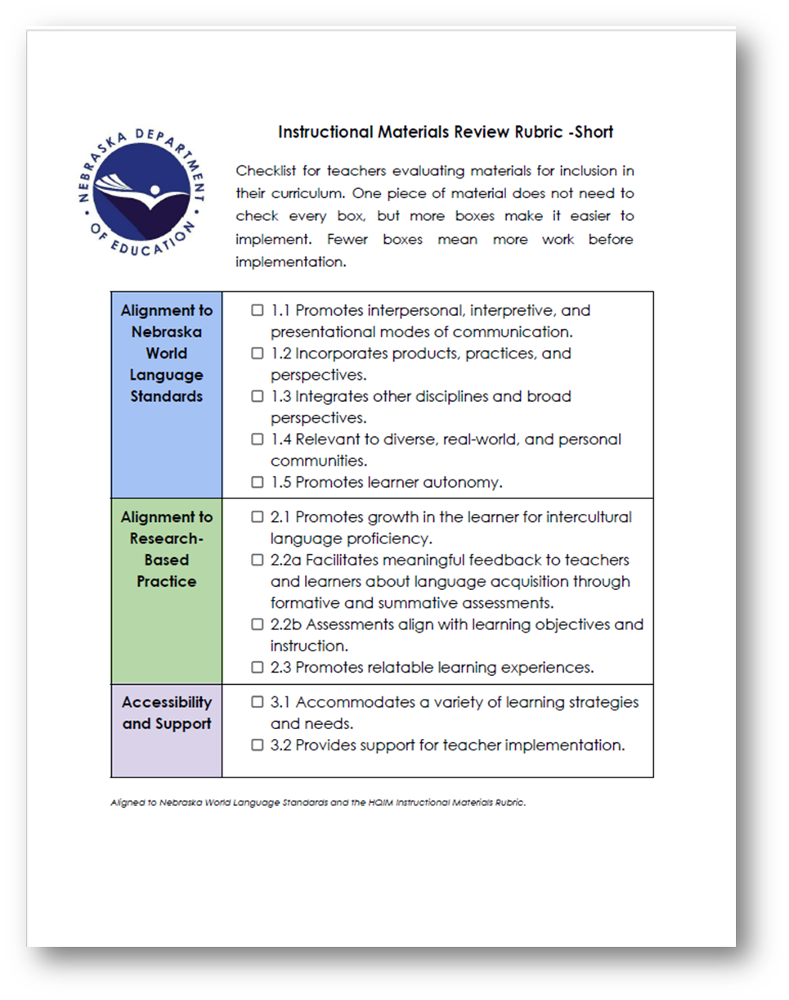 NEBRASKA DEPARTMENT
OF EDUCATION
Instructional Materials Review Rubric -Short
Checklist for teachers evaluating materials for inclusion in
their curriculum. One piece of material does not need to
check every box, but more boxes make it easier to
implement. Fewer boxes mean more work before
implementation.
Alignment to
Nebraska
World
Language
Standards
1.1 Promotes interpersonal, interpretive, and
presentational modes of communication.
1.2 Incorporates products, practices, and
perspectives.
1.3 Integrates other disciplines and broad
perspectives.
1.4 Relevant to diverse, real-world, and personal
communities.
1.5 Promotes learner autonomy.
Alignment to
Research-
Based
Practice
2.1 Promotes growth in the learner for intercultural
language proficiency.
2.2a Facilitates meaningful feedback to teachers
and learners about language acquisition through
formative and summative assessments.
2.2b Assessments align with learning objectives and
instruction.
2.3 Promotes relatable learning experiences.
Accessibility
and Support
3.1 Accommodates a variety of learning strategies
and needs.
3.2 Provides support for teacher implementation.
Aligned to Nebraska World Language Standards and the HQIM Instructional Materials Rubric.